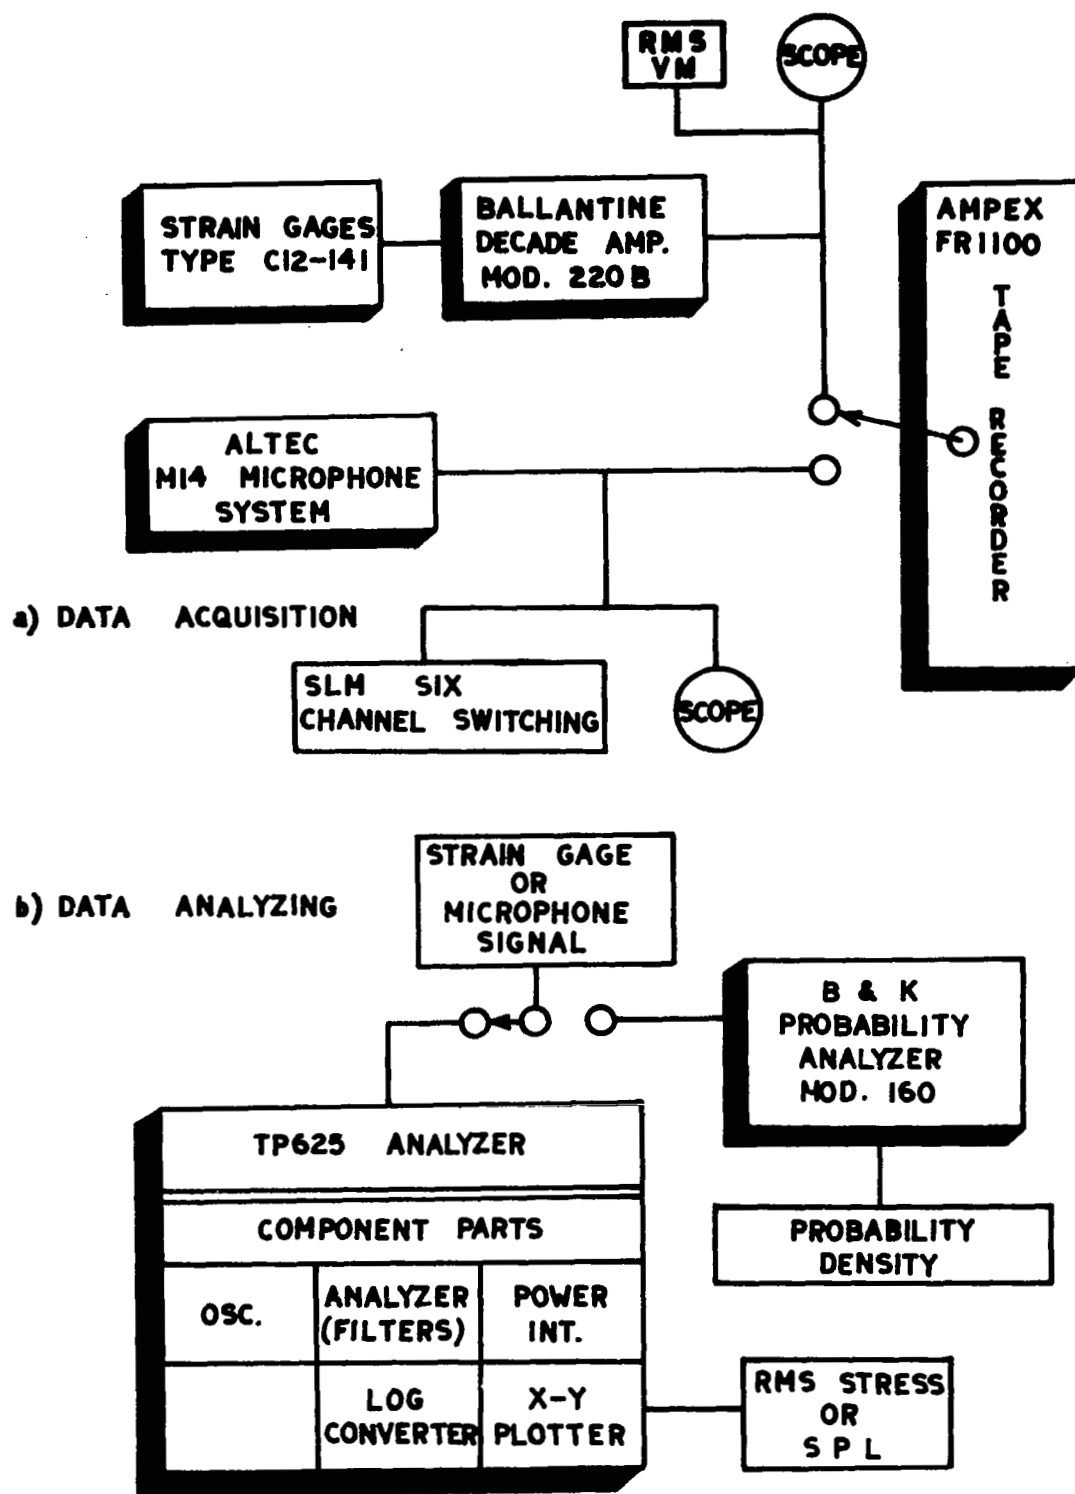 RMS
VM
SCOPE
STRAIN GAGES
TYPE C12-141
BALLANTINE
DECADE AMP.
MOD. 220B
AMPEX
FR1100
TAPE RECORDER
ALTEC
M14 MICROPHONE
SYSTEM
a) DATA ACQUISITION
SLM SIX
CHANNEL SWITCHING
SCOPE
b) DATA ANALYZING
STRAIN GAGE
OR
MICROPHONE
SIGNAL
B & K
PROBABILITY
ANALYZER
MOD. 160
TP625 ANALYZER
COMPONENT PARTS
PROBABILITY
DENSITY
OSC.
ANALYZER
(FILTERS)
POWER
INT.
LOG
CONVERTER
X-Y
PLOTTER
RMS STRESS
OR
S P L